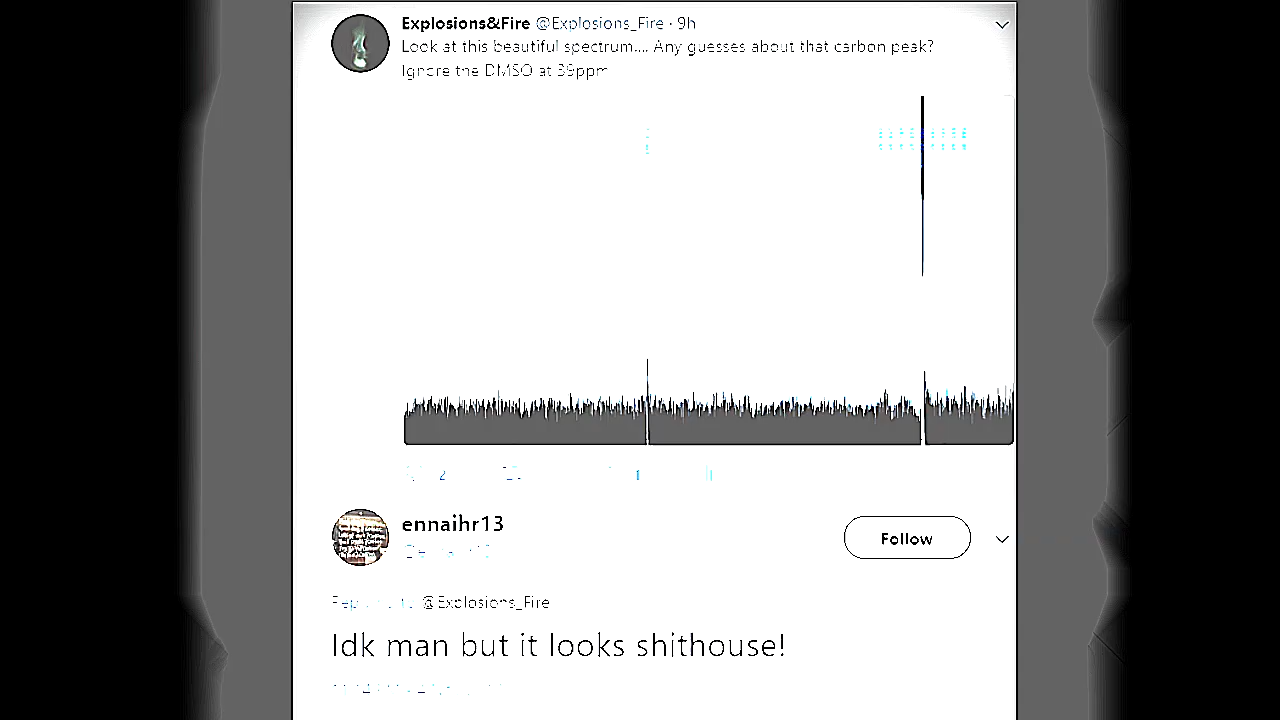 Explosions&Fire @Explosions_Fire · 9h
Look at this beautiful spectrum.... Any guesses about that carbon peak?
Ignore the DMSO at 39ppm
ennaihr13
Follow
@Explosions_Fire
Idk man but it looks shithouse!